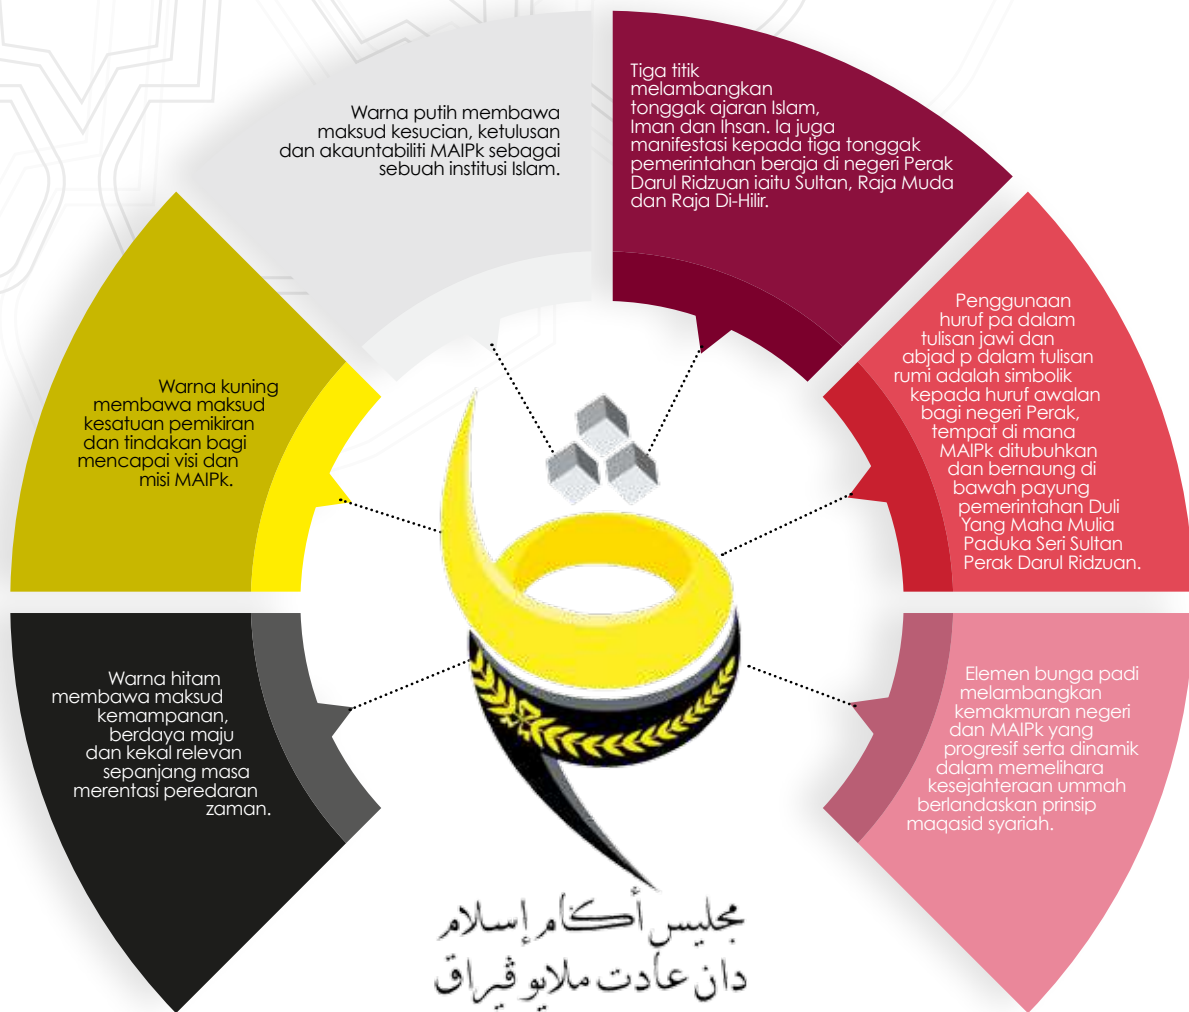 Warna putih membawa
maksud kesucian, ketulusan
dan akauntabiliti MAIPk sebagai
sebuah institusi Islam.
Tiga titik
melambangkan
tonggak ajaran Islam,
Iman dan Ihsan. Ia juga
manifestasi kepada tiga tonggak
pemerintahan beraja di negeri Perak
Darul Ridzuan iaitu Sultan, Raja Muda
dan Raja Di-Hilir.
Warna kuning
membawa maksud
kesatuan pemikiran
dan tindakan bagi
mencapai visi dan
misi MAIPk.
Penggunaan
huruf pa dalam
tulisan jawi dan
abjad p dalam tulisan
rumi adalah simbolik
kepada huruf awalan
bagi negeri Perak,
tempat di mana
MAIPk ditubuhkan
dan bernaung di
bawah payung
pemerintahan Duli
Yang Maha Mulia
Paduka Seri Sultan
Perak Darul Ridzuan.
Warna hitam
membawa maksud
kemampanan,
berdaya maju
dan kekal relevan
sepanjang masa
merentasi peredaran
zaman.
Elemen bunga padi
melambangkan
kemakmuran negeri
dan MAIPk yang
progresif serta dinamik
dalam memelihara
kesejahteraan ummah
berlandaskan prinsip
maqasid syariah.
مجليس أݢام إسلام
دان عادت ملايو ڤيراق